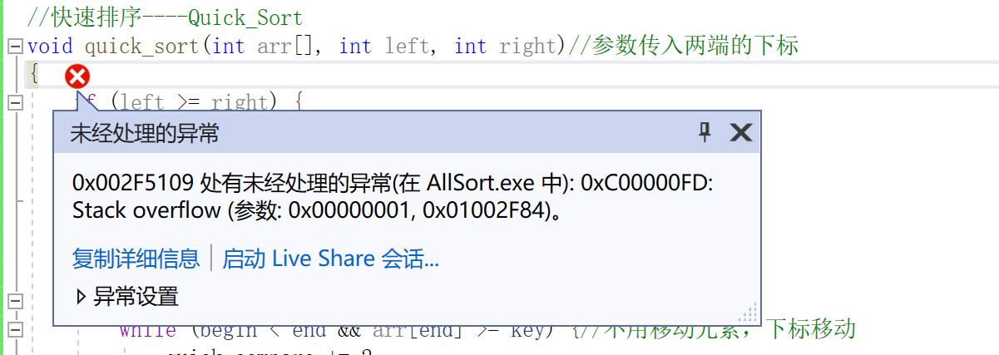 //快速排序----Quick_Sort
void quick_sort(int arr[], int left, int right)//参数传入两端的下标
{
if (left >= right) {
未经处理的异常
0x002F5109 处有未经处理的异常(在 AllSort.exe 中): 0xC00000FD:
Stack overflow (参数: 0x00000001, 0x01002F84)。
复制详细信息 | 启动 Live Share 会话...
异常设置
while (begin < end && arr[end] >= key) {//不用移动元素，下标移动
quick_compare += 2